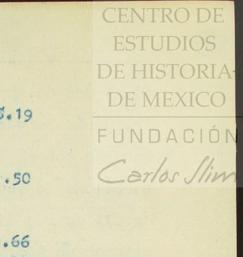 CENTRO DE
ESTUDIOS
DE HISTORIA
DE MEXICO
FUNDACIÓN
Carlos Slim
.19
.50
.66